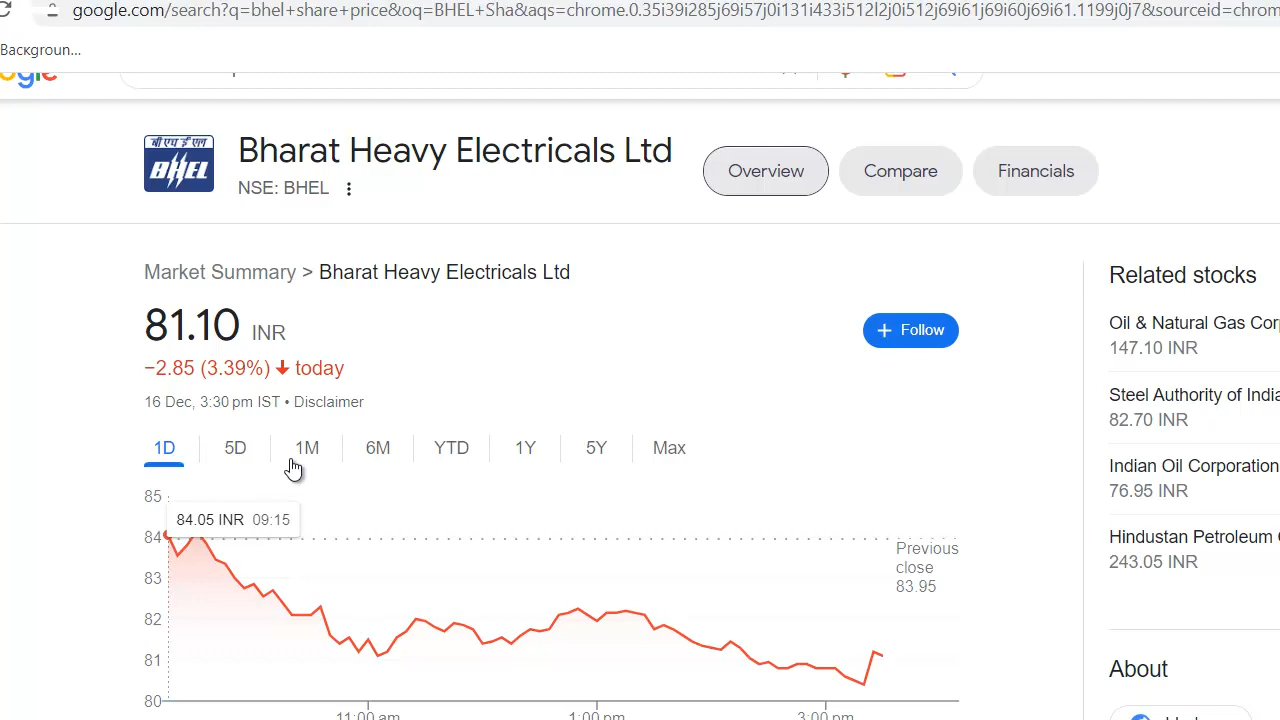 google.com/search?q=bhel+share+price&oq=BHEL+Sha&aqs=chrome.0.35i39i285j69i57j0i131i433i512l2j0i512j69i61j69i60j69i61.1199j0j7&sourceid=chrom
Backgroun...
बीएचईएल
BHEL
Bharat Heavy Electricals Ltd
NSE: BHEL
Overview
Compare
Financials
Market Summary > Bharat Heavy Electricals Ltd
81.10 INR
+ Follow
−2.85 (3.39%) ↓ today
16 Dec, 3:30 pm IST • Disclaimer
1D 5D 1M 6M YTD 1Y 5Y Max
85
84.05 INR 09:15
84
Previous
close
83.95
83
82
81
80
11:00 am 1:00 pm 3:00 pm
Related stocks
Oil & Natural Gas Cor
147.10 INR
Steel Authority of India
82.70 INR
Indian Oil Corporation
76.95 INR
Hindustan Petroleum
243.05 INR
About